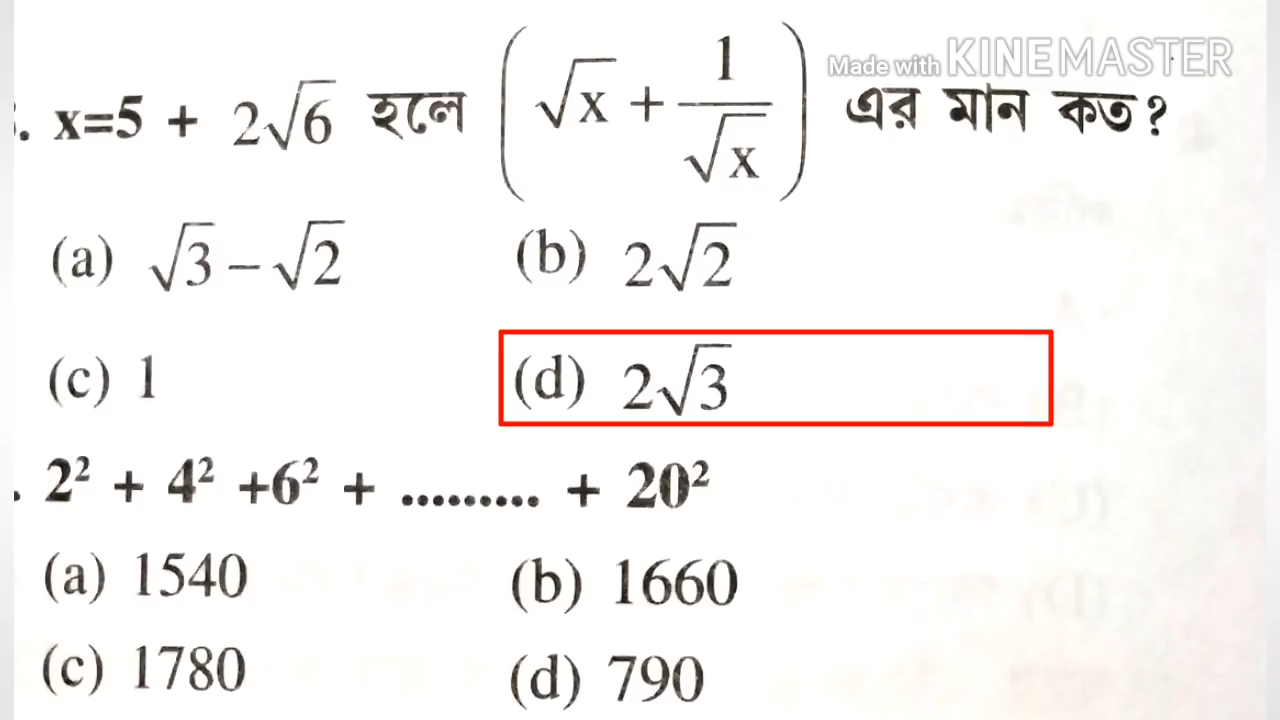 . x=5 + 2√6 হলে (√x + 1/√x) এর মান কত?
Made with KINEMASTER
(a) √3 – √2 (b) 2√2
(c) 1 (d) 2√3
. 2² + 4² +6² + ......... + 20²
(a) 1540 (b) 1660
(c) 1780 (d) 790